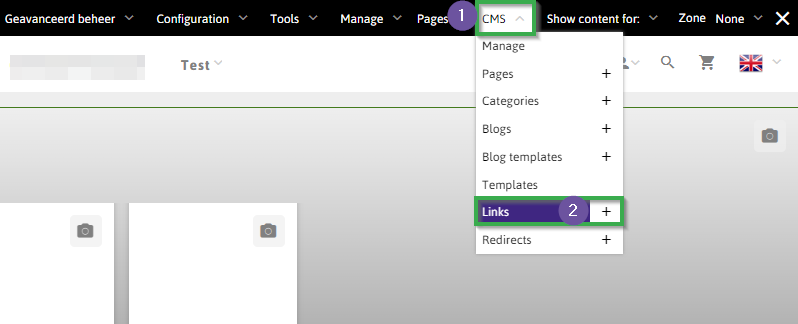 Geavanceerd beheer Configuration Tools Manage Pages 1 CMS Show content for: Zone None
Manage
Test
Pages
Categories
Blogs
Blog templates
Templates
Links 2
Redirects